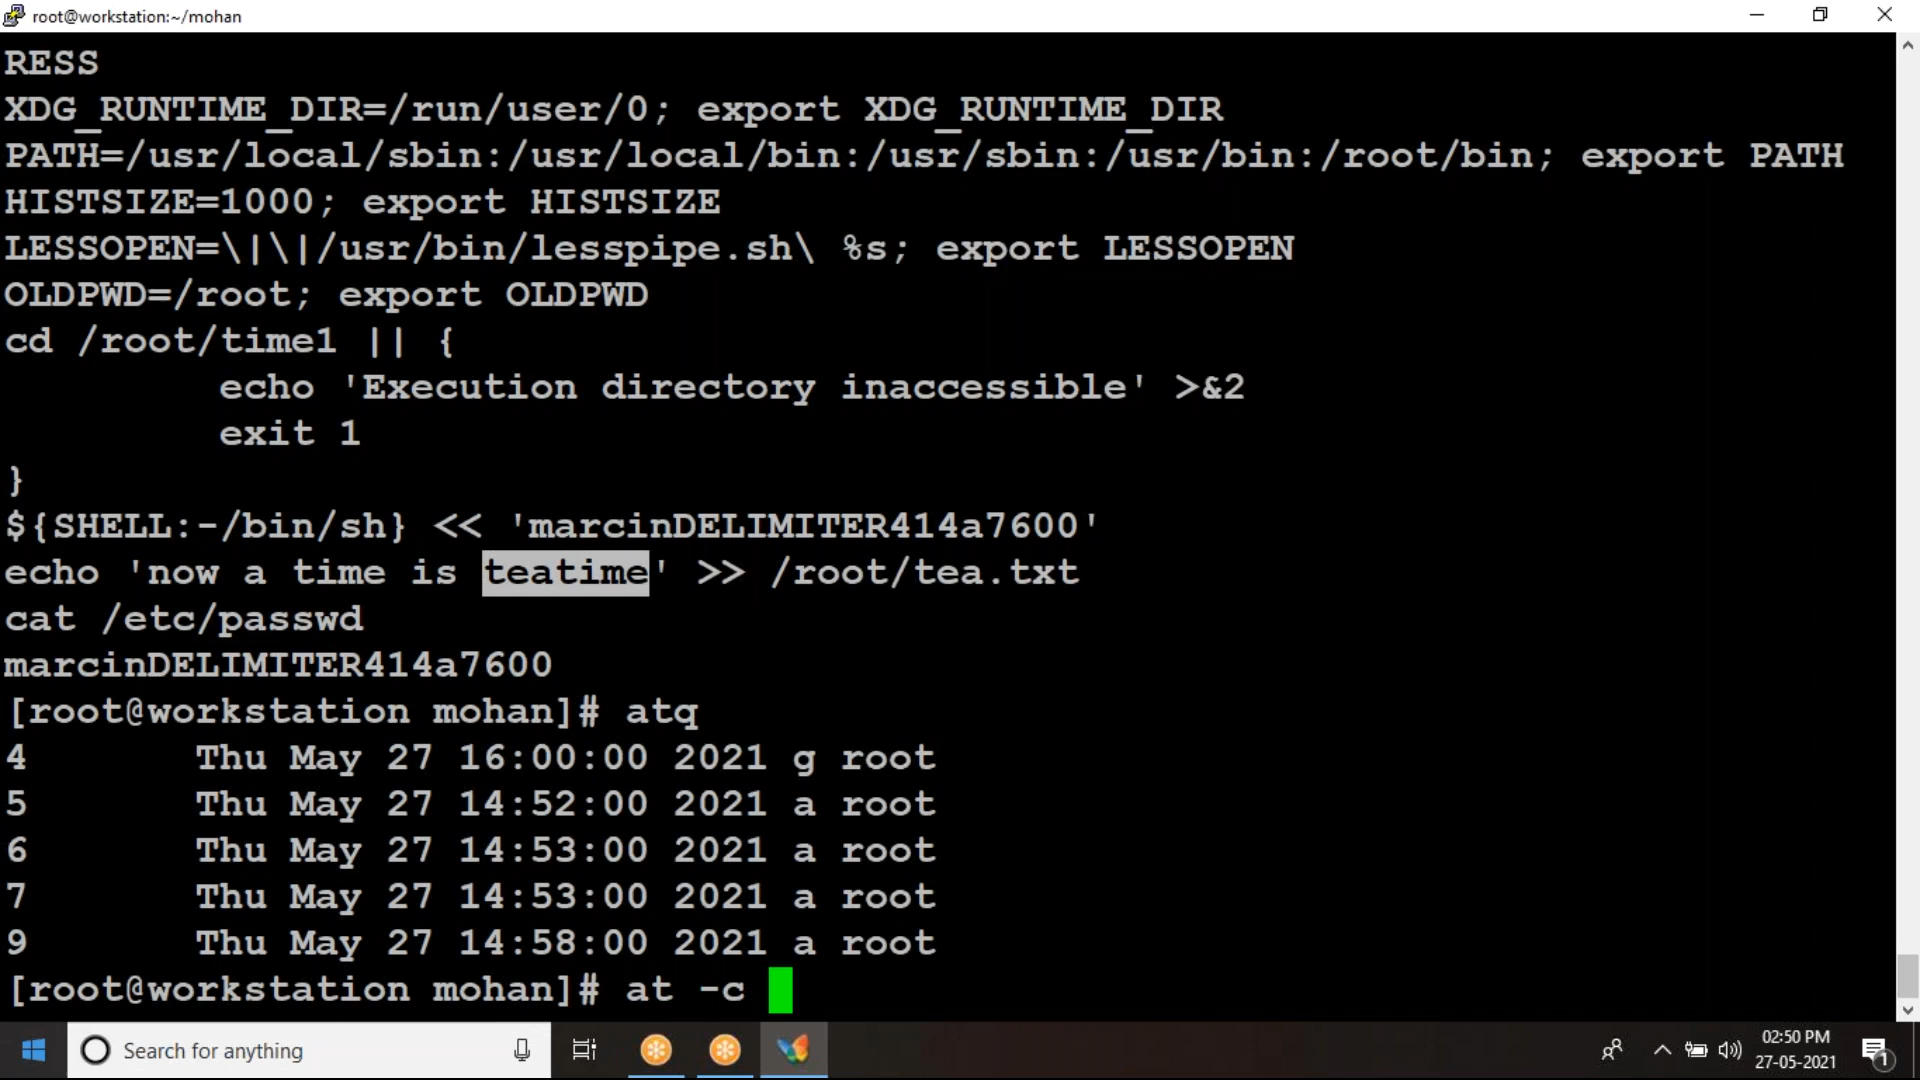 root@workstation:~/mohan
RESS
XDG_RUNTIME_DIR=/run/user/0; export XDG_RUNTIME_DIR
PATH=/usr/local/sbin:/usr/local/bin:/usr/sbin:/usr/bin:/root/bin; export PATH
HISTSIZE=1000; export HISTSIZE
LESSOPEN=\|\|/usr/bin/lesspipe.sh\ %s; export LESSOPEN
OLDPWD=/root; export OLDPWD
cd /root/time1 || {
         echo 'Execution directory inaccessible' >&2
         exit 1
}
${SHELL:-/bin/sh} << 'marcinDELIMITER414a7600'
echo 'now a time is teatime' >> /root/tea.txt
cat /etc/passwd
marcinDELIMITER414a7600
[root@workstation mohan]# atq
4       Thu May 27 16:00:00 2021 g root
5       Thu May 27 14:52:00 2021 a root
6       Thu May 27 14:53:00 2021 a root
7       Thu May 27 14:53:00 2021 a root
9       Thu May 27 14:58:00 2021 a root
[root@workstation mohan]# at -c
Search for anything
02:50 PM
27-05-2021
1